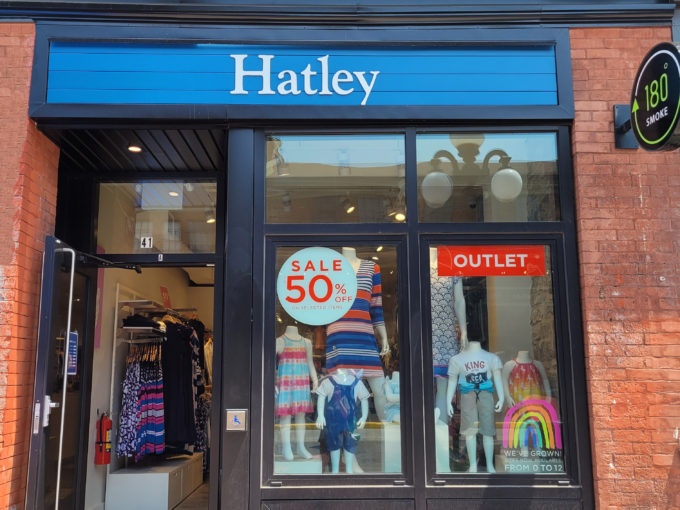 Hatley
180°
SMOKE
41
A
SALE
50%
OFF
OUTLET
KING
WE'VE GROWN!
FROM 0 TO 12